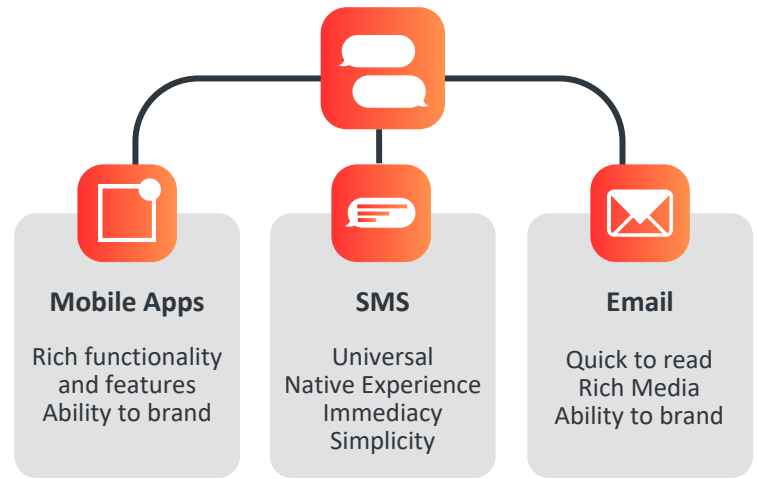 Mobile Apps
Rich functionality
and features
Ability to brand
SMS
Universal
Native Experience
Immediacy
Simplicity
Email
Quick to read
Rich Media
Ability to brand